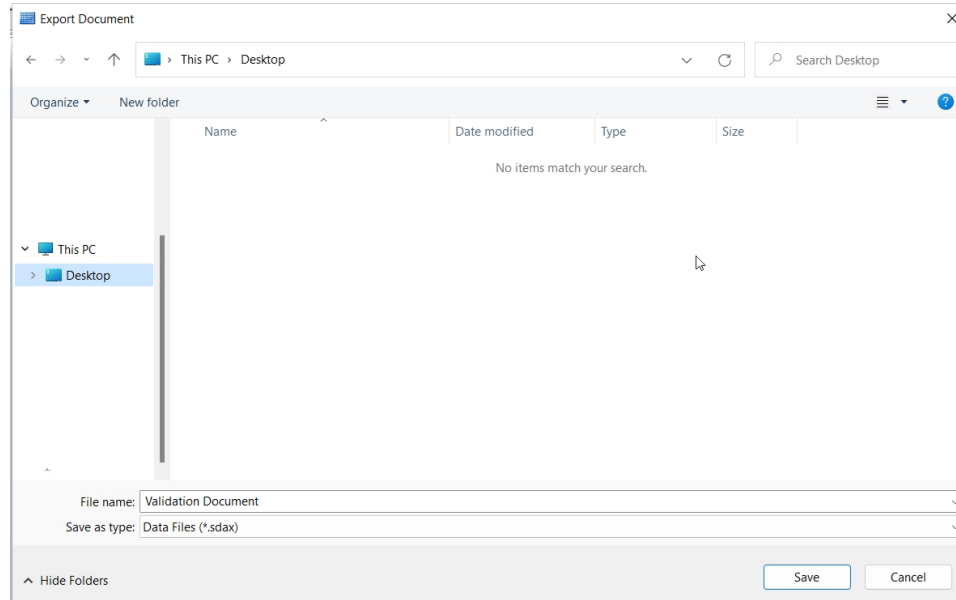 Export Document
This PC > Desktop
Search Desktop
Organize
New folder
Name
Date modified
Type
Size
No items match your search.
This PC
Desktop
File name: Validation Document
Save as type: Data Files (*.sdax)
Hide Folders
Save
Cancel